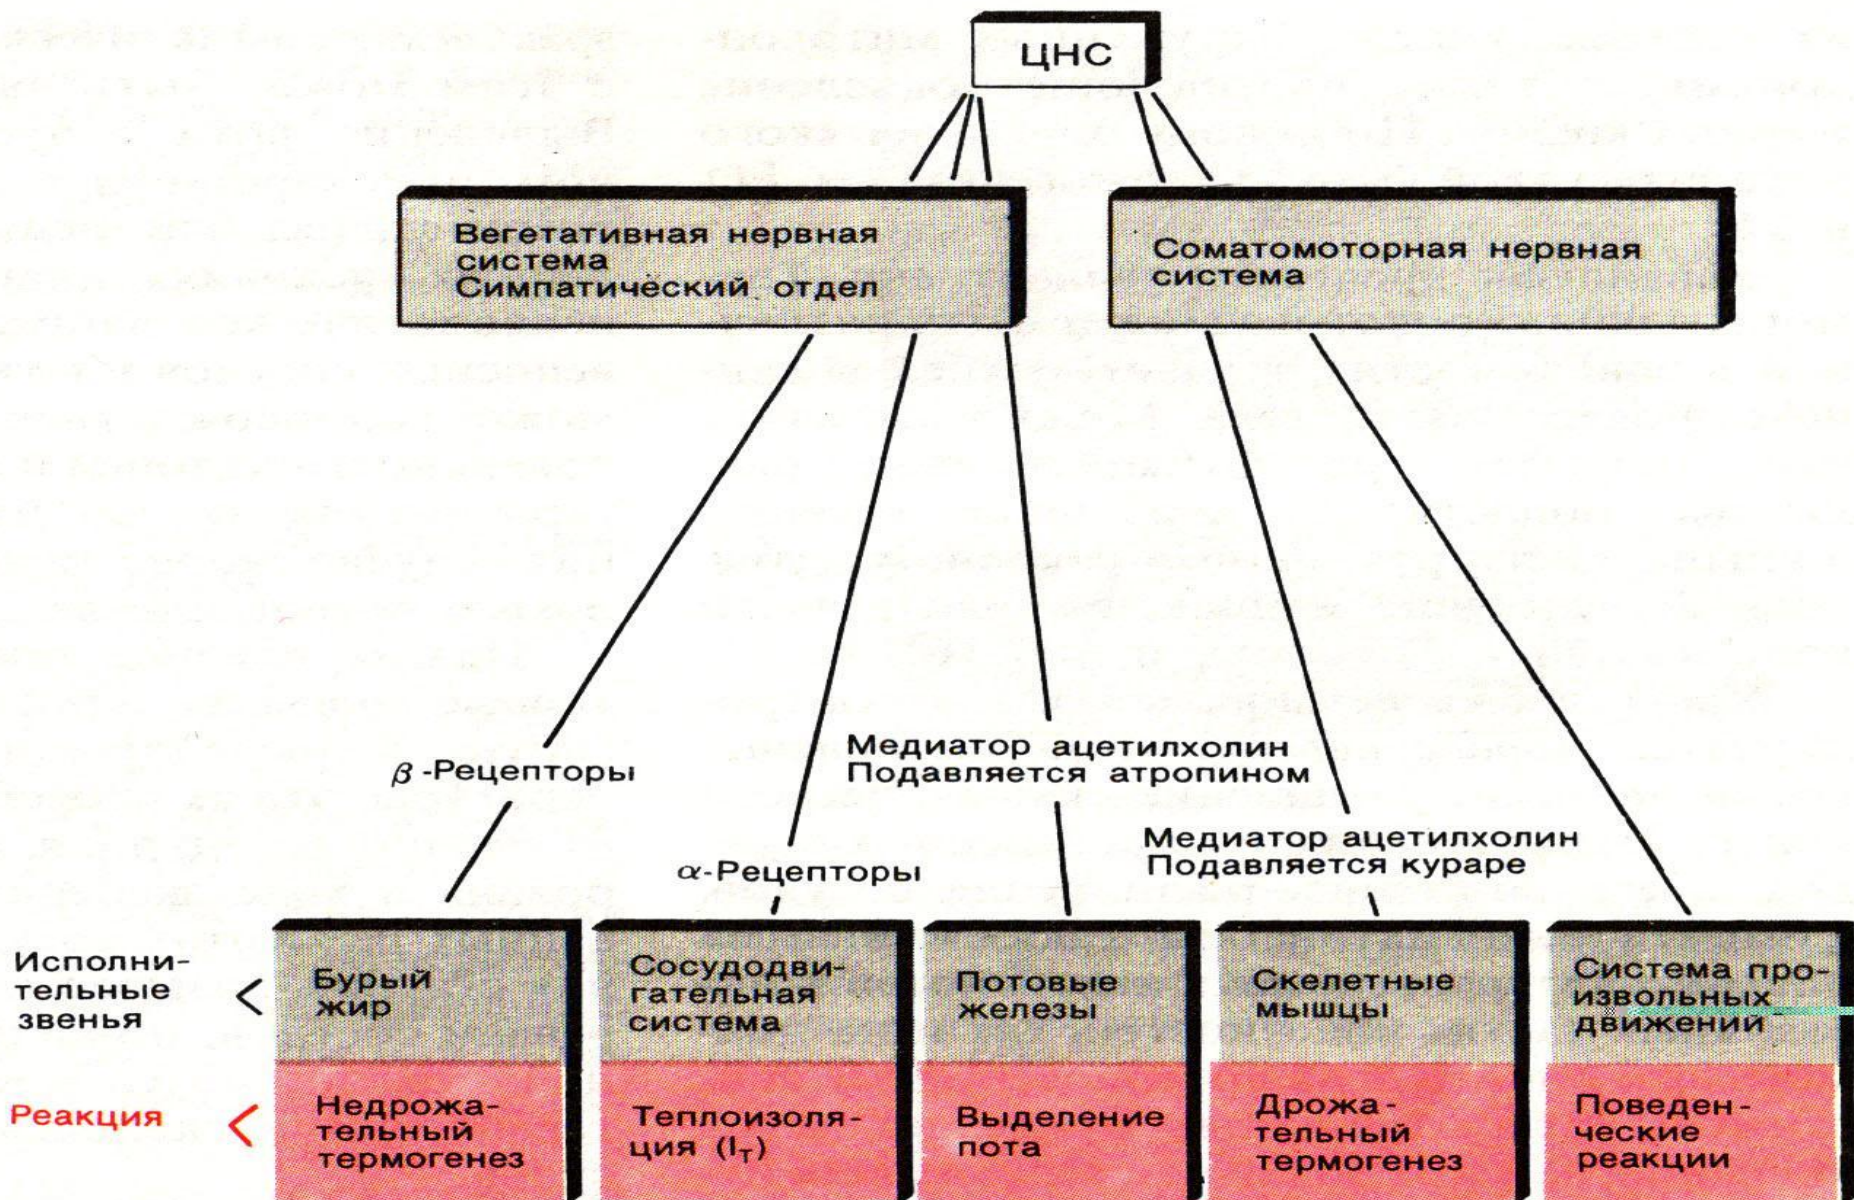 ЦНС
Вегетативная нервная
система
Симпатический отдел
Соматомоторная нервная
система
β-Рецепторы
α-Рецепторы
Медиатор ацетилхолин
Подавляется атропином
Медиатор ацетилхолин
Подавляется кураре
Исполни-
тельные
звенья
Бурый
жир
Сосудодви-
гательная
система
Потовые
железы
Скелетные
мышцы
Система про-
извольных
движений
Реакция
Недрожа-
тельный
термогенез
Теплоизоля-
ция (Iт)
Выделение
пота
Дрожа-
тельный
термогенез
Поведен-
ческие
реакции